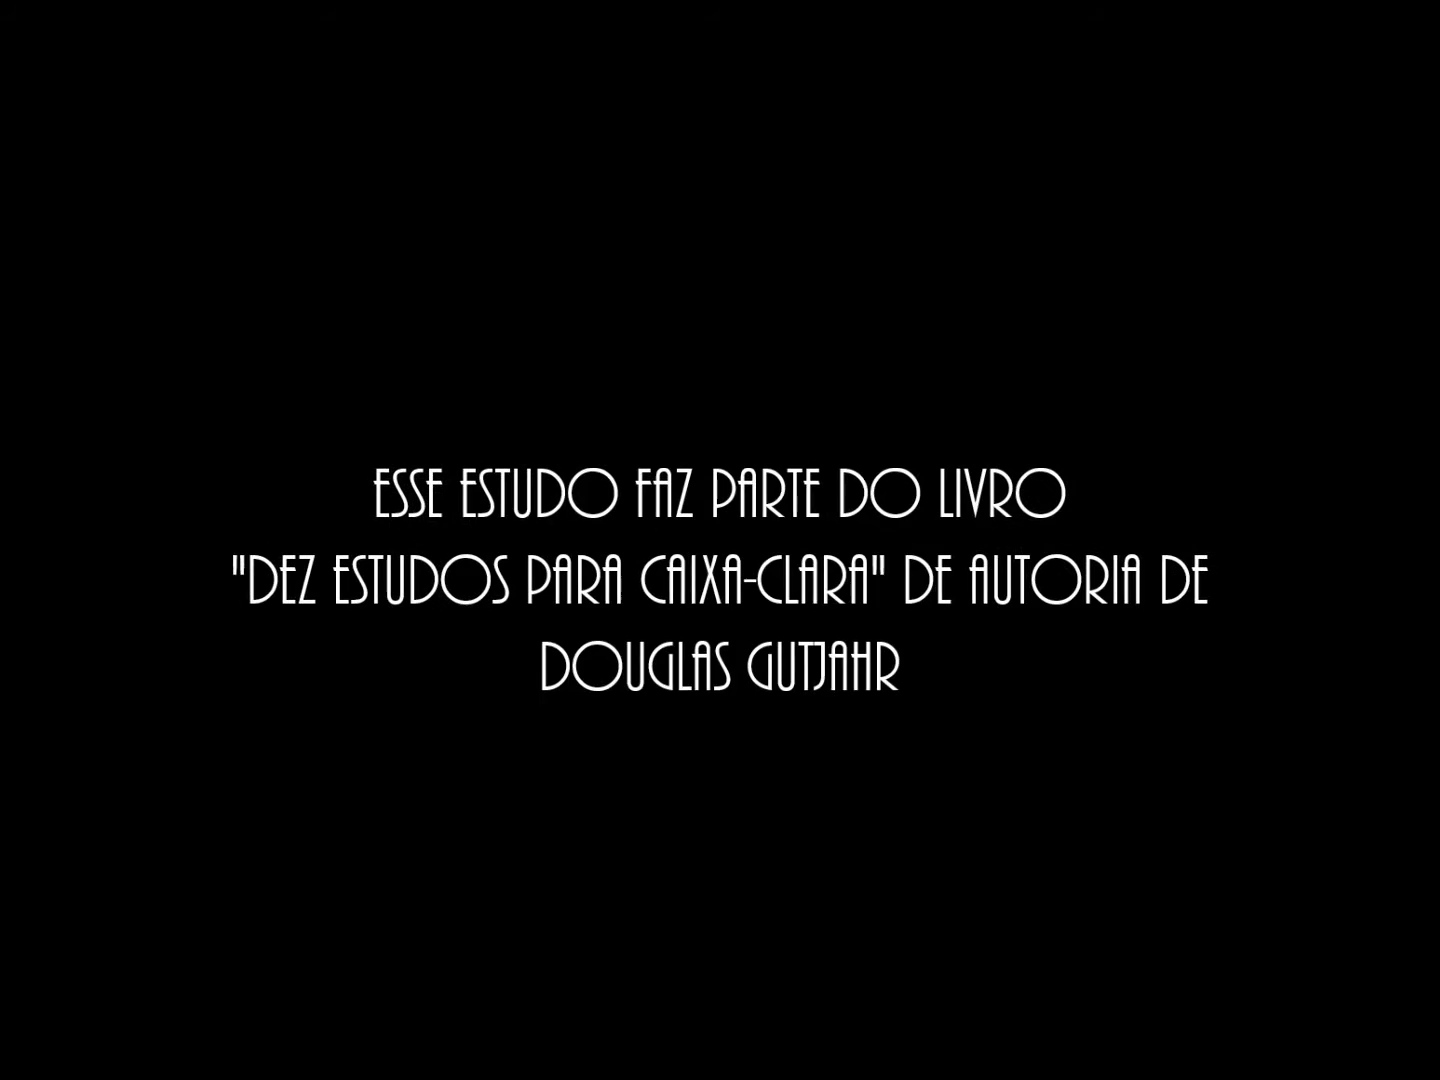 ESSE ESTUDO FAZ PARTE DO LIVRO
"DEZ ESTUDOS PARA CAIXA-CLARA" DE AUTORIA DE
DOUGLAS GUTJAHR